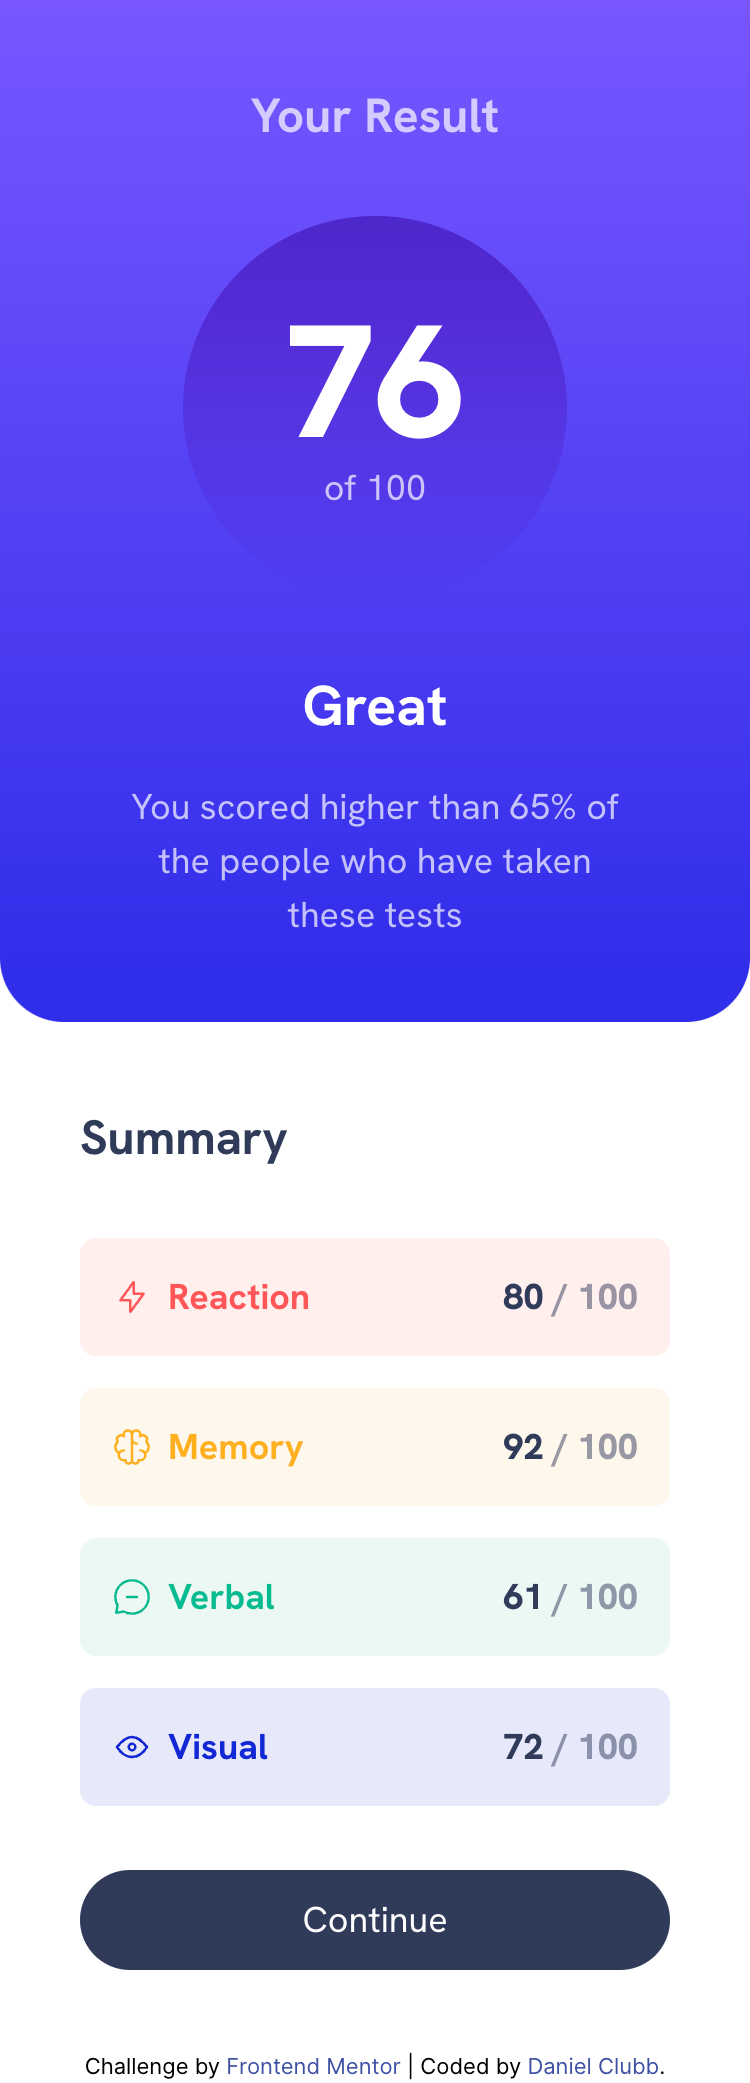 Your Result
76
of 100
Great
You scored higher than 65% of
the people who have taken
these tests
Summary
Reaction 80 / 100
Memory 92 / 100
Verbal 61 / 100
Visual 72 / 100
Continue
Challenge by Frontend Mentor | Coded by Daniel Clubb.